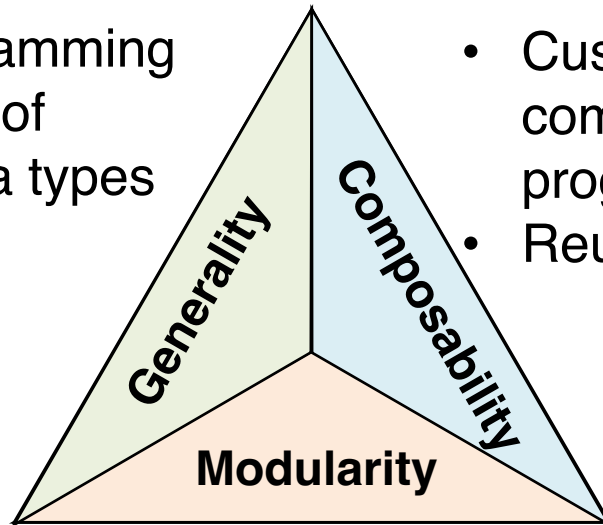 amming
of
a types
• Cus
com
prog
• Reu
Generality
Composability
Modularity